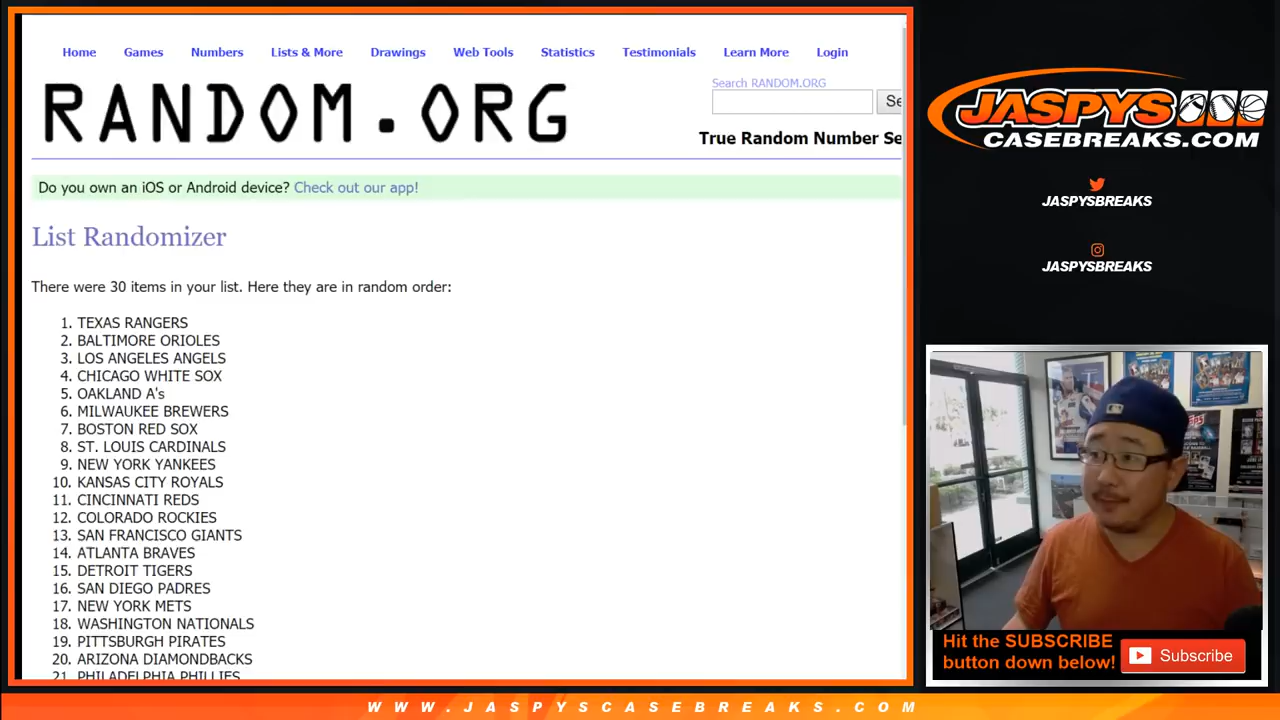 Home Games Numbers Lists & More Drawings Web Tools Statistics Testimonials Learn More Login
RANDOM.ORG
Search RANDOM.ORG
Se
True Random Number Se
Do you own an iOS or Android device? Check out our app!
List Randomizer
There were 30 items in your list. Here they are in random order:
1. TEXAS RANGERS
2. BALTIMORE ORIOLES
3. LOS ANGELES ANGELS
4. CHICAGO WHITE SOX
5. OAKLAND A's
6. MILWAUKEE BREWERS
7. BOSTON RED SOX
8. ST. LOUIS CARDINALS
9. NEW YORK YANKEES
10. KANSAS CITY ROYALS
11. CINCINNATI REDS
12. COLORADO ROCKIES
13. SAN FRANCISCO GIANTS
14. ATLANTA BRAVES
15. DETROIT TIGERS
16. SAN DIEGO PADRES
17. NEW YORK METS
18. WASHINGTON NATIONALS
19. PITTSBURGH PIRATES
20. ARIZONA DIAMONDBACKS
21. PHILADELPHIA PHILLIES
JASPYS
CASEBREAKS.COM
JASPYSBREAKS
JASPYSBREAKS
Hit the SUBSCRIBE
button down below!
Subscribe
WWW.JASPYSCASEBREAKS.COM